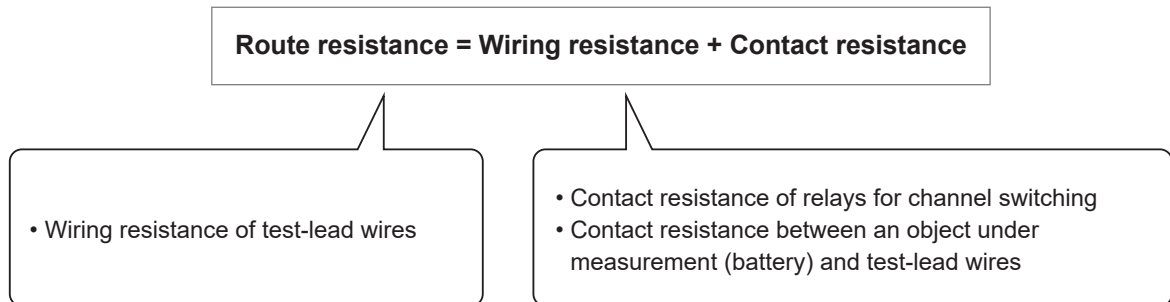 Route resistance = Wiring resistance + Contact resistance
• Wiring resistance of test-lead wires
• Contact resistance of relays for channel switching
• Contact resistance between an object under
measurement (battery) and test-lead wires